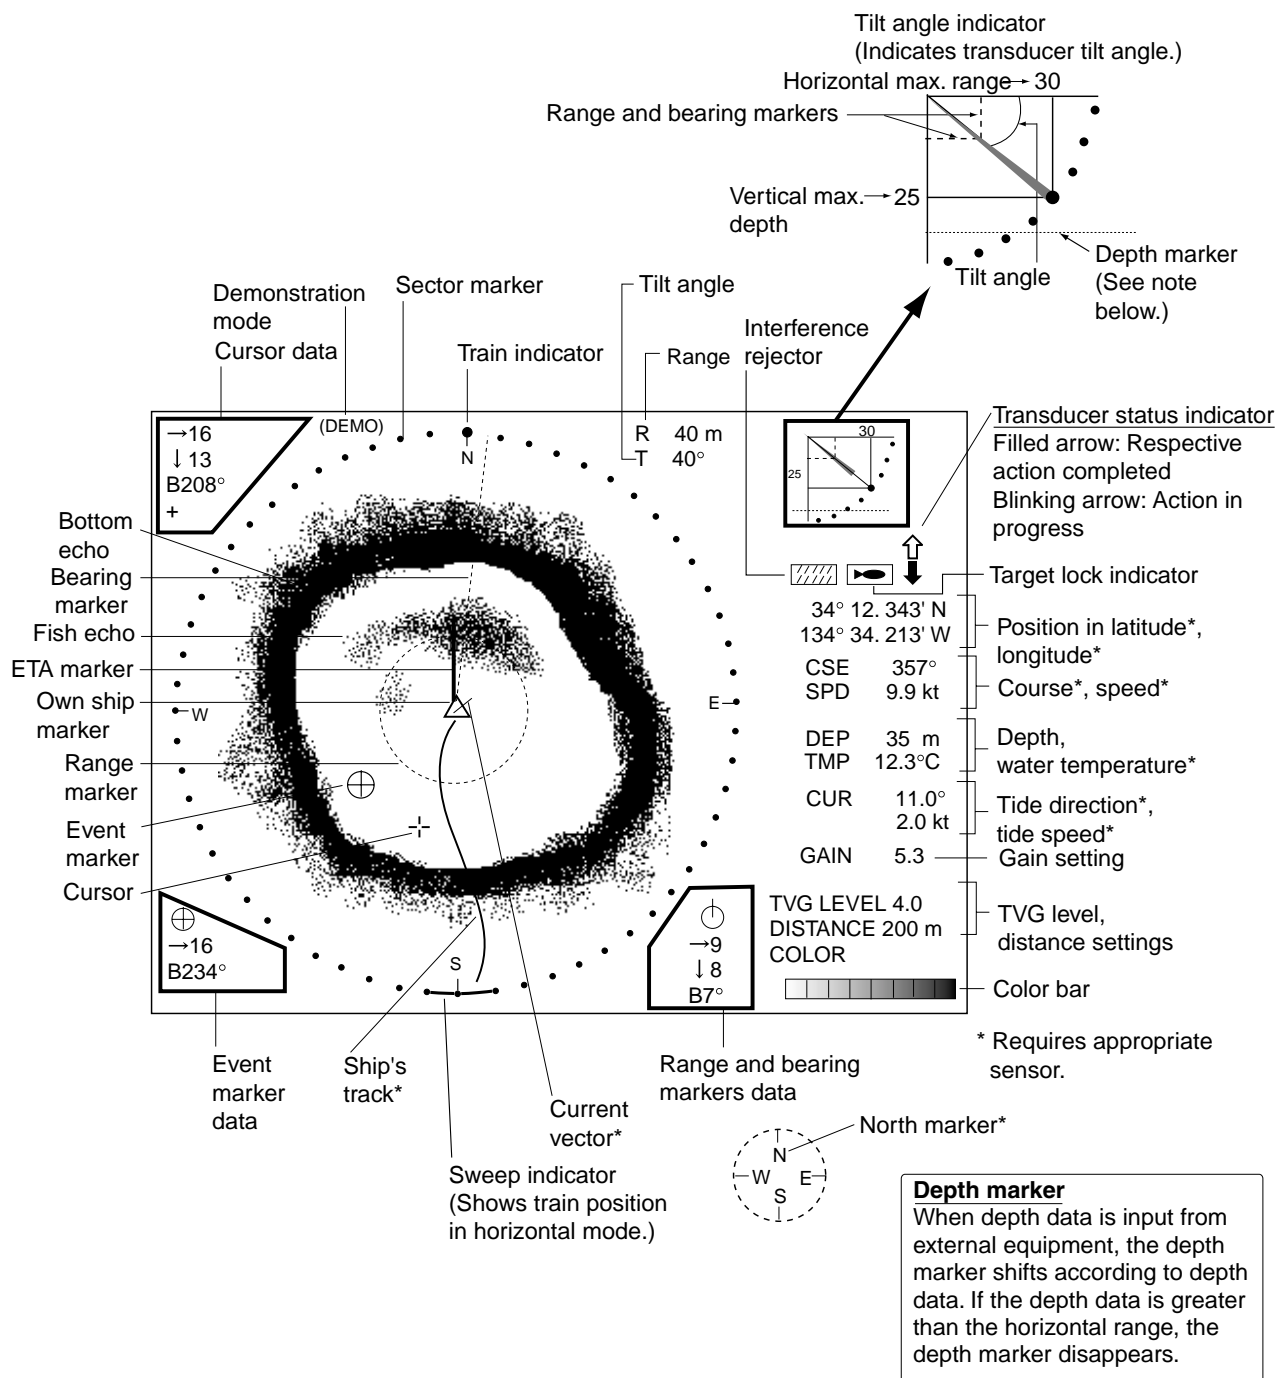 Tilt angle indicator
(Indicates transducer tilt angle.)
Horizontal max. range 30
Range and bearing markers
Vertical max.
depth
25
Depth marker
(See note
below.)
Tilt angle
Demonstration
mode
Sector marker
Tilt angle
Cursor data
Train indicator
Range
Interference
rejector
→16
↓ 13
B208°
+
(DEMO)
N
R 40 m
T 40°
30
25
Transducer status indicator
Filled arrow: Respective
action completed
Blinking arrow: Action in
progress
Bottom
echo
Bearing
marker
Fish echo
ETA marker
Own ship
marker
Range
marker
Event
marker
Cursor
W
E
S
Target lock indicator
34° 12. 343' N
134° 34. 213' W
Position in latitude*,
longitude*
CSE 357°
SPD 9.9 kt
Course*, speed*
DEP 35 m
TMP 12.3°C
Depth,
water temperature*
CUR 11.0°
2.0 kt
Tide direction*,
tide speed*
GAIN 5.3
Gain setting
TVG LEVEL 4.0
DISTANCE 200 m
COLOR
TVG level,
distance settings
Color bar
→16
B234°
→9
↓ 8
B7°
* Requires appropriate
sensor.
Event
marker
data
Ship's
track*
Current
vector*
Range and bearing
markers data
Sweep indicator
(Shows train position
in horizontal mode.)
North marker*
N
W E
S
Depth marker
When depth data is input from
external equipment, the depth
marker shifts according to depth
data. If the depth data is greater
than the horizontal range, the
depth marker disappears.